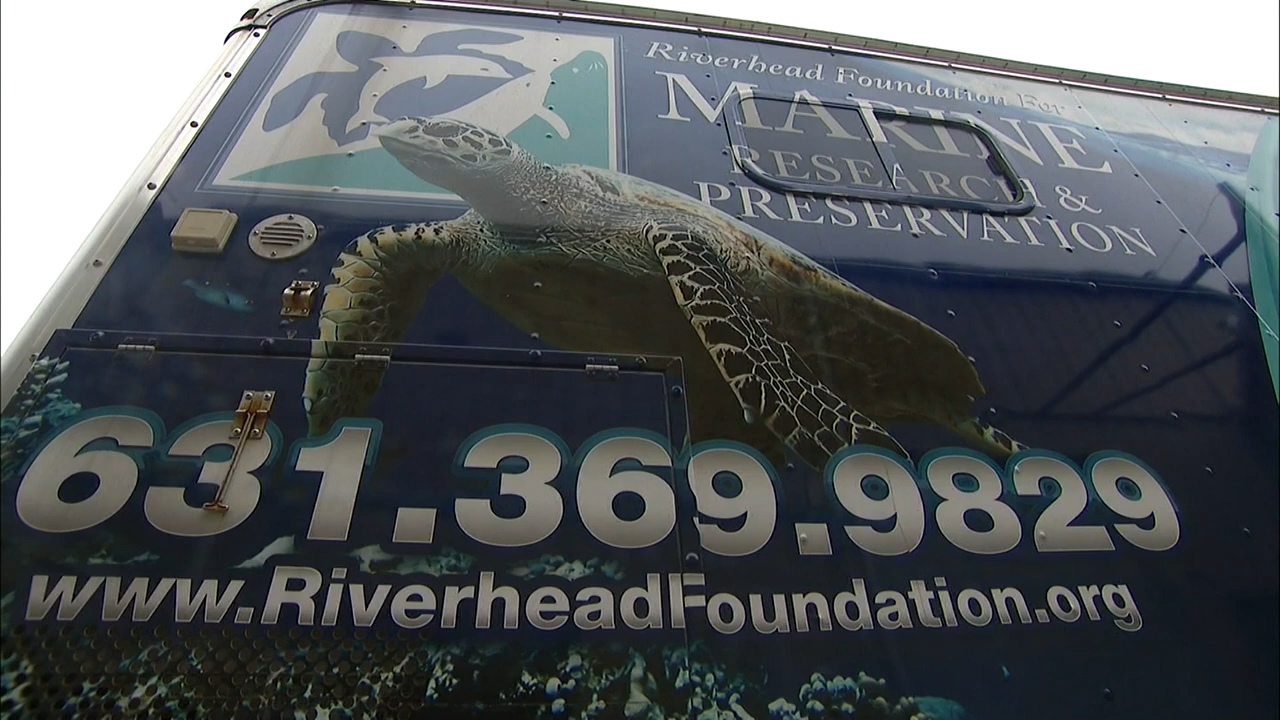 Riverhead Foundation For
MARINE
RESEARCH &
PRESERVATION
631.369.9829
www.RiverheadFoundation.org